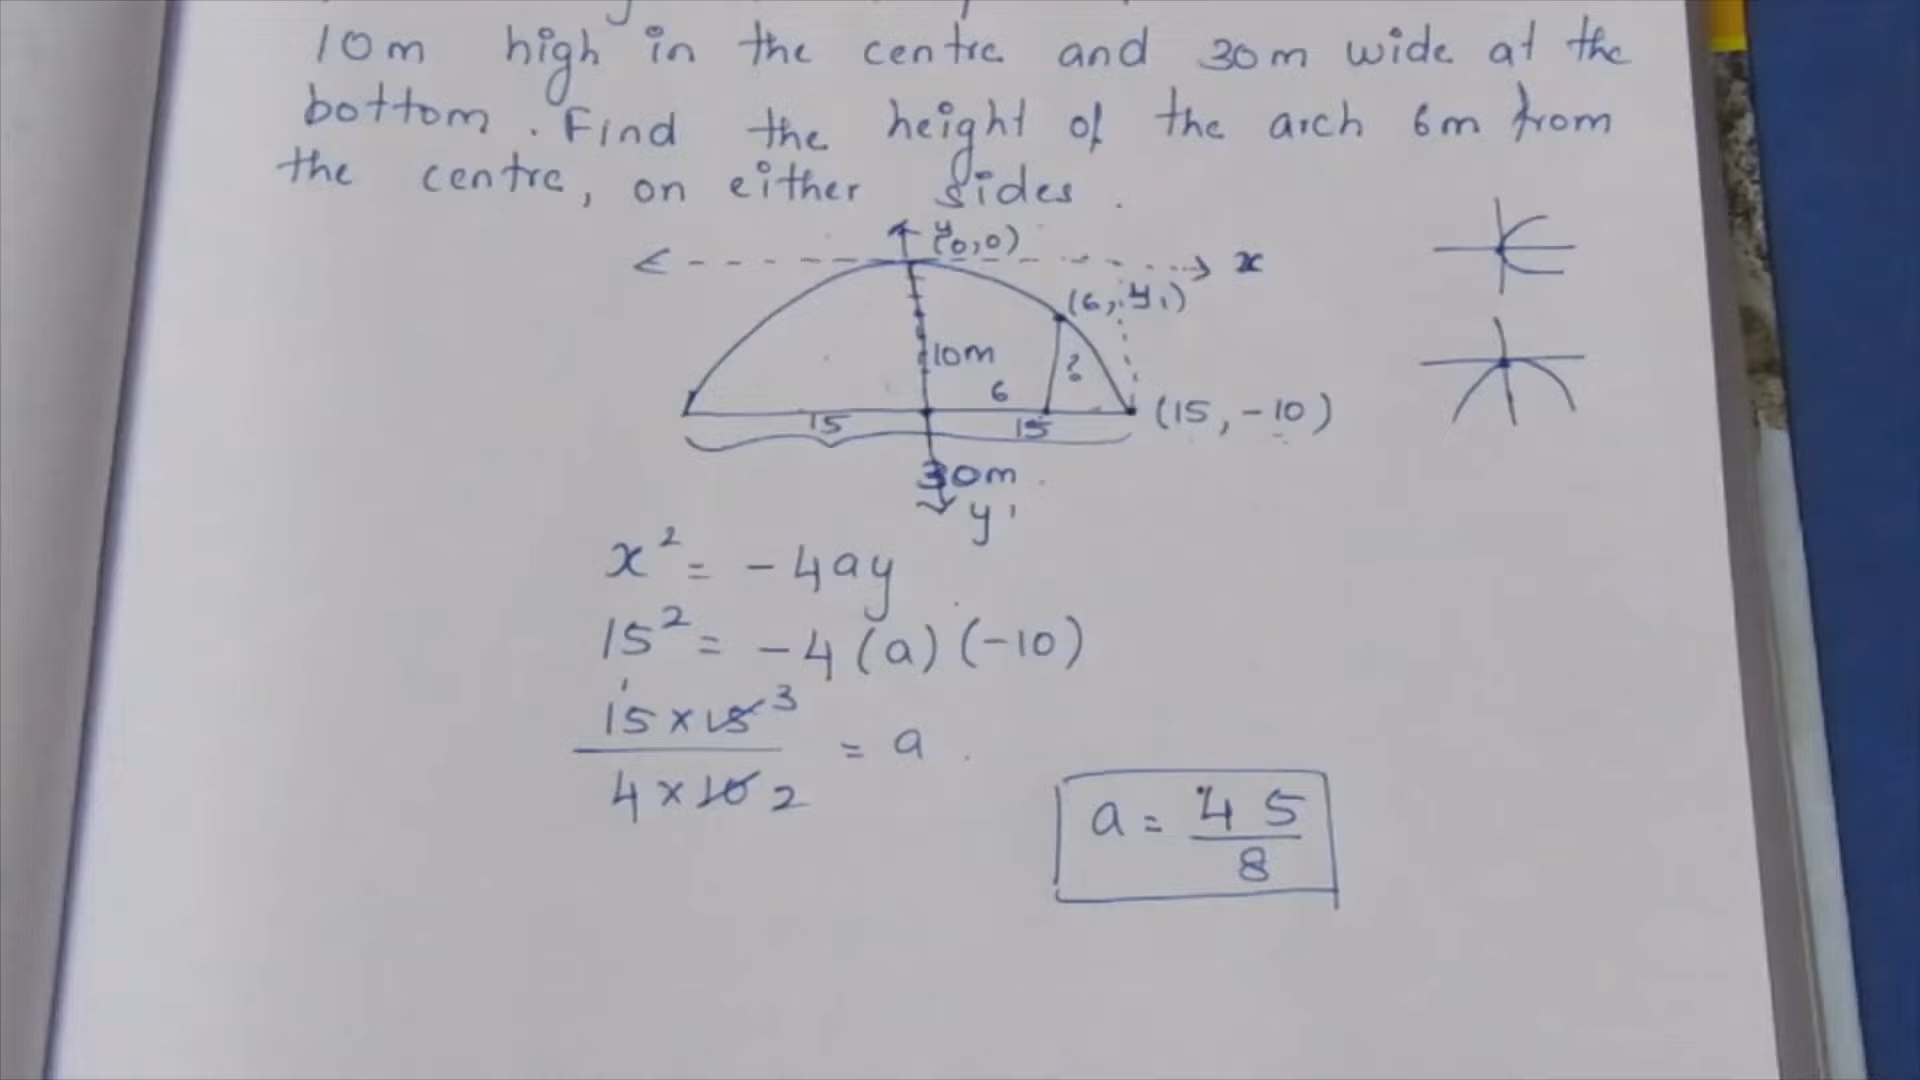 10m high in the centre and 30m wide at the
bottom. Find the height of the arch 6m from
the centre, on either sides.
y
(0,0)
x
(6, y₁)
10m
?
6
(15, -10)
15
15
30m
y'
x² = -4ay
15² = -4(a)(-10)
15 × 15 3
4 × 10 2
= a
a = 45
8